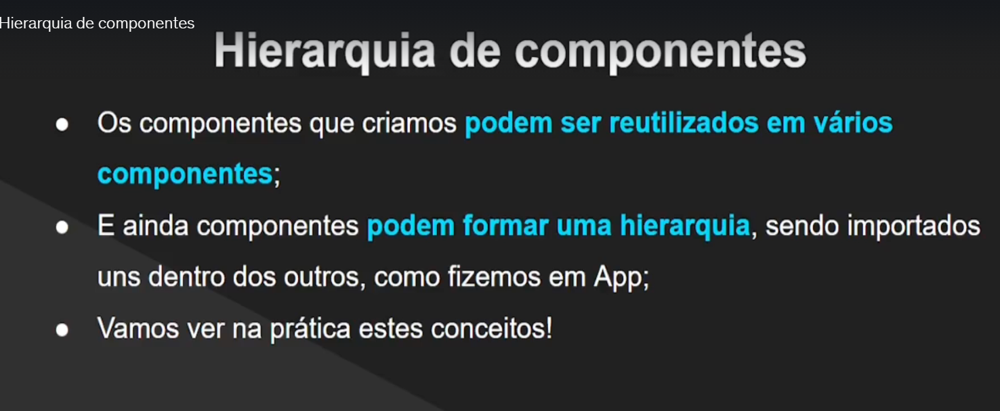 Hierarquia de componentes
Hierarquia de componentes
● Os componentes que criamos podem ser reutilizados em vários
componentes;
● E ainda componentes podem formar uma hierarquia, sendo importados
uns dentro dos outros, como fizemos em App;
● Vamos ver na prática estes conceitos!